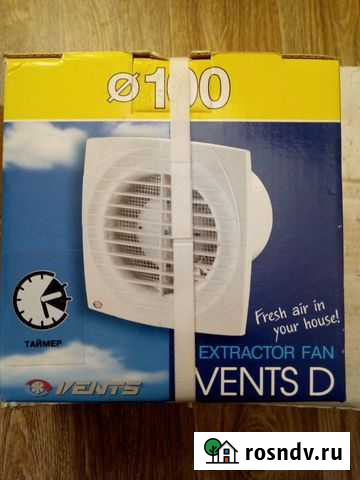 ø100
Fresh air in
your house!
ТАЙМЕР
EXTRACTOR FAN
VENTS
VENTS D
rosndv.ru